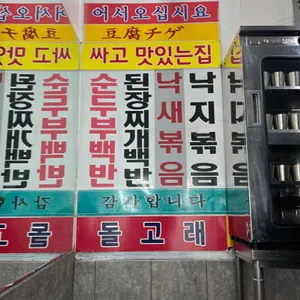 어서오십시요
豆腐チゲ
싸고 맛있는집
순두부백반
된장찌개백반
낙새볶음
낙지볶음
감사합니다
돌고래